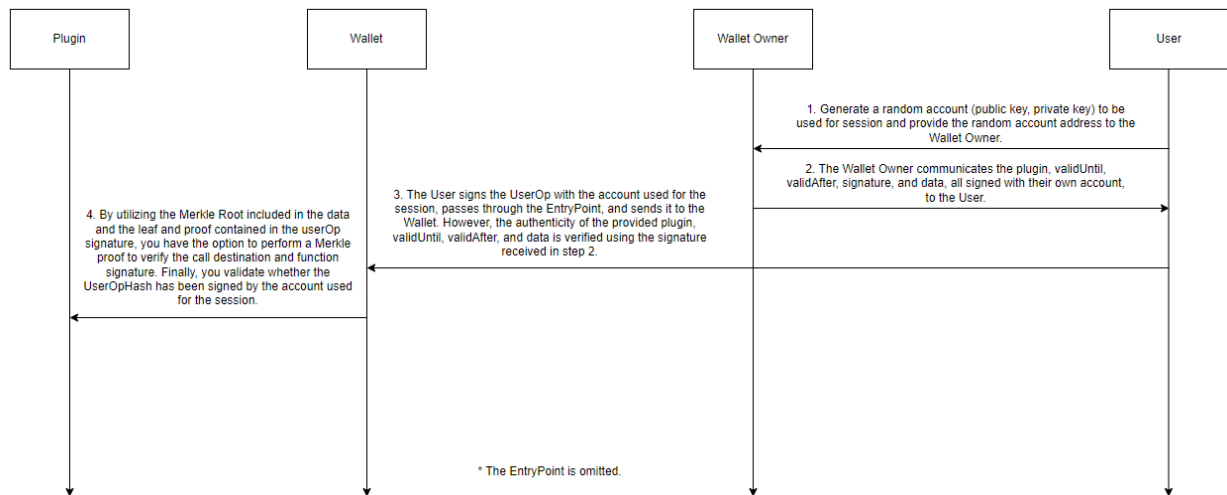 Plugin
Wallet
Wallet Owner
User
1. Generate a random account (public key, private key) to be
used for session and provide the random account address to the
Wallet Owner.
2. The Wallet Owner communicates the plugin, validUntil,
validAfter, signature, and data, all signed with their own account,
to the User.
3. The User signs the UserOp with the account used for the
session, passes through the EntryPoint, and sends it to the
Wallet. However, the authenticity of the provided plugin,
validUntil, validAfter, and data is verified using the signature
received in step 2.
4. By utilizing the Merkle Root included in the data
and the leaf and proof contained in the userOp
signature, you have the option to perform a Merkle
proof to verify the call destination and function
signature. Finally, you validate whether the
UserOpHash has been signed by the account used
for the session.
* The EntryPoint is omitted.